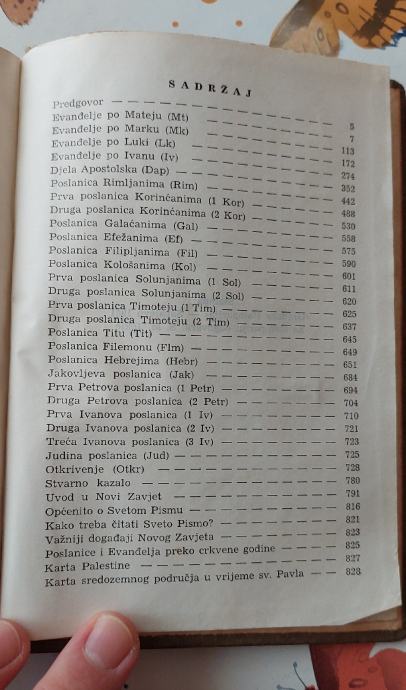 SADRŽAJ
Predgovor — — — — — — — — — — — 5
Evanđelje po Mateju (Mt) — — — — — — — 7
Evanđelje po Marku (Mk) — — — — — — — 113
Evanđelje po Luki (Lk) — — — — — — — — 172
Evanđelje po Ivanu (Iv) — — — — — — — — 274
Djela Apostolska (Dap) — — — — — — — — 352
Poslanica Rimljanima (Rim) — — — — — — — 442
Prva poslanica Korinćanima (1 Kor) — — — — — 488
Druga poslanica Korinćanima (2 Kor) — — — — — 530
Poslanica Galaćanima (Gal) — — — — — — — 558
Poslanica Efežanima (Ef) — — — — — — — — 575
Poslanica Filipljanima (Fil) — — — — — — — 590
Poslanica Kološanima (Kol) — — — — — — — 601
Prva poslanica Solunjanima (1 Sol) — — — — — 611
Druga poslanica Solunjanima (2 Sol) — — — — — 620
Prva poslanica Timoteju (1 Tim) — — — — — — 625
Druga poslanica Timoteju (2 Tim) — — — — — — 637
Poslanica Titu (Tit) — — — — — — — — — 645
Poslanica Filemonu (Flm) — — — — — — — — 649
Poslanica Hebrejima (Hebr) — — — — — — — 651
Jakovljeva poslanica (Jak) — — — — — — — 684
Prva Petrova poslanica (1 Petr) — — — — — — 694
Druga Petrova poslanica (2 Petr) — — — — — — 704
Prva Ivanova poslanica (1 Iv) — — — — — — — 710
Druga Ivanova poslanica (2 Iv) — — — — — — — 721
Treća Ivanova poslanica (3 Iv) — — — — — — — 723
Judina poslanica (Jud) — — — — — — — — 725
Otkrivenje (Otkr) — — — — — — — — — — 728
Stvarno kazalo — — — — — — — — — — 780
Uvod u Novi Zavjet — — — — — — — — — 791
Općenito o Svetom Pismu — — — — — — — — 816
Kako treba čitati Sveto Pismo? — — — — — — — 821
Važniji događaji Novog Zavjeta — — — — — — — 823
Poslanice i Evanđelja preko crkvene godine — — — — 825
Karta Palestine — — — — — — — — — — 827
Karta sredozemnog područja u vrijeme sv. Pavla — — 828